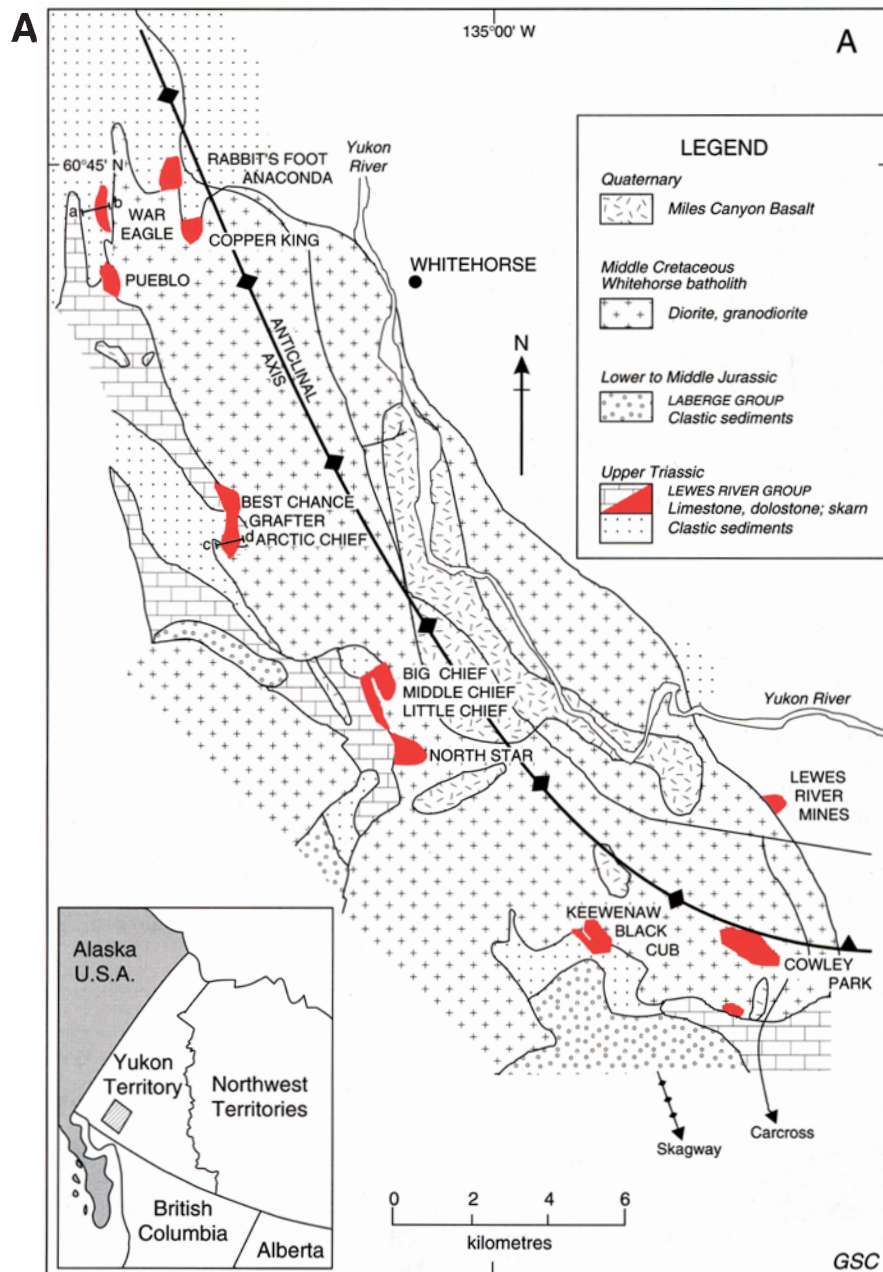 A
135°00' W
A
60°45' N
RABBIT'S FOOT
ANACONDA
Yukon
River
a
b
WAR
EAGLE
COPPER KING
PUEBLO
WHITEHORSE
ANTICLINAL
AXIS
N
LEGEND
Quaternary
Miles Canyon Basalt
Middle Cretaceous
Whitehorse batholith
Diorite, granodiorite
Lower to Middle Jurassic
LABERGE GROUP
Clastic sediments
Upper Triassic
LEWES RIVER GROUP
Limestone, dolostone; skarn
Clastic sediments
BEST CHANCE
GRAFTER
c
d
ARCTIC CHIEF
BIG CHIEF
MIDDLE CHIEF
LITTLE CHIEF
NORTH STAR
Yukon River
LEWES
RIVER
MINES
KEEWENAW
BLACK
CUB
COWLEY
PARK
Skagway
Carcross
Alaska
U.S.A.
Yukon
Territory
Northwest
Territories
British
Columbia
Alberta
0 2 4 6
kilometres
GSC